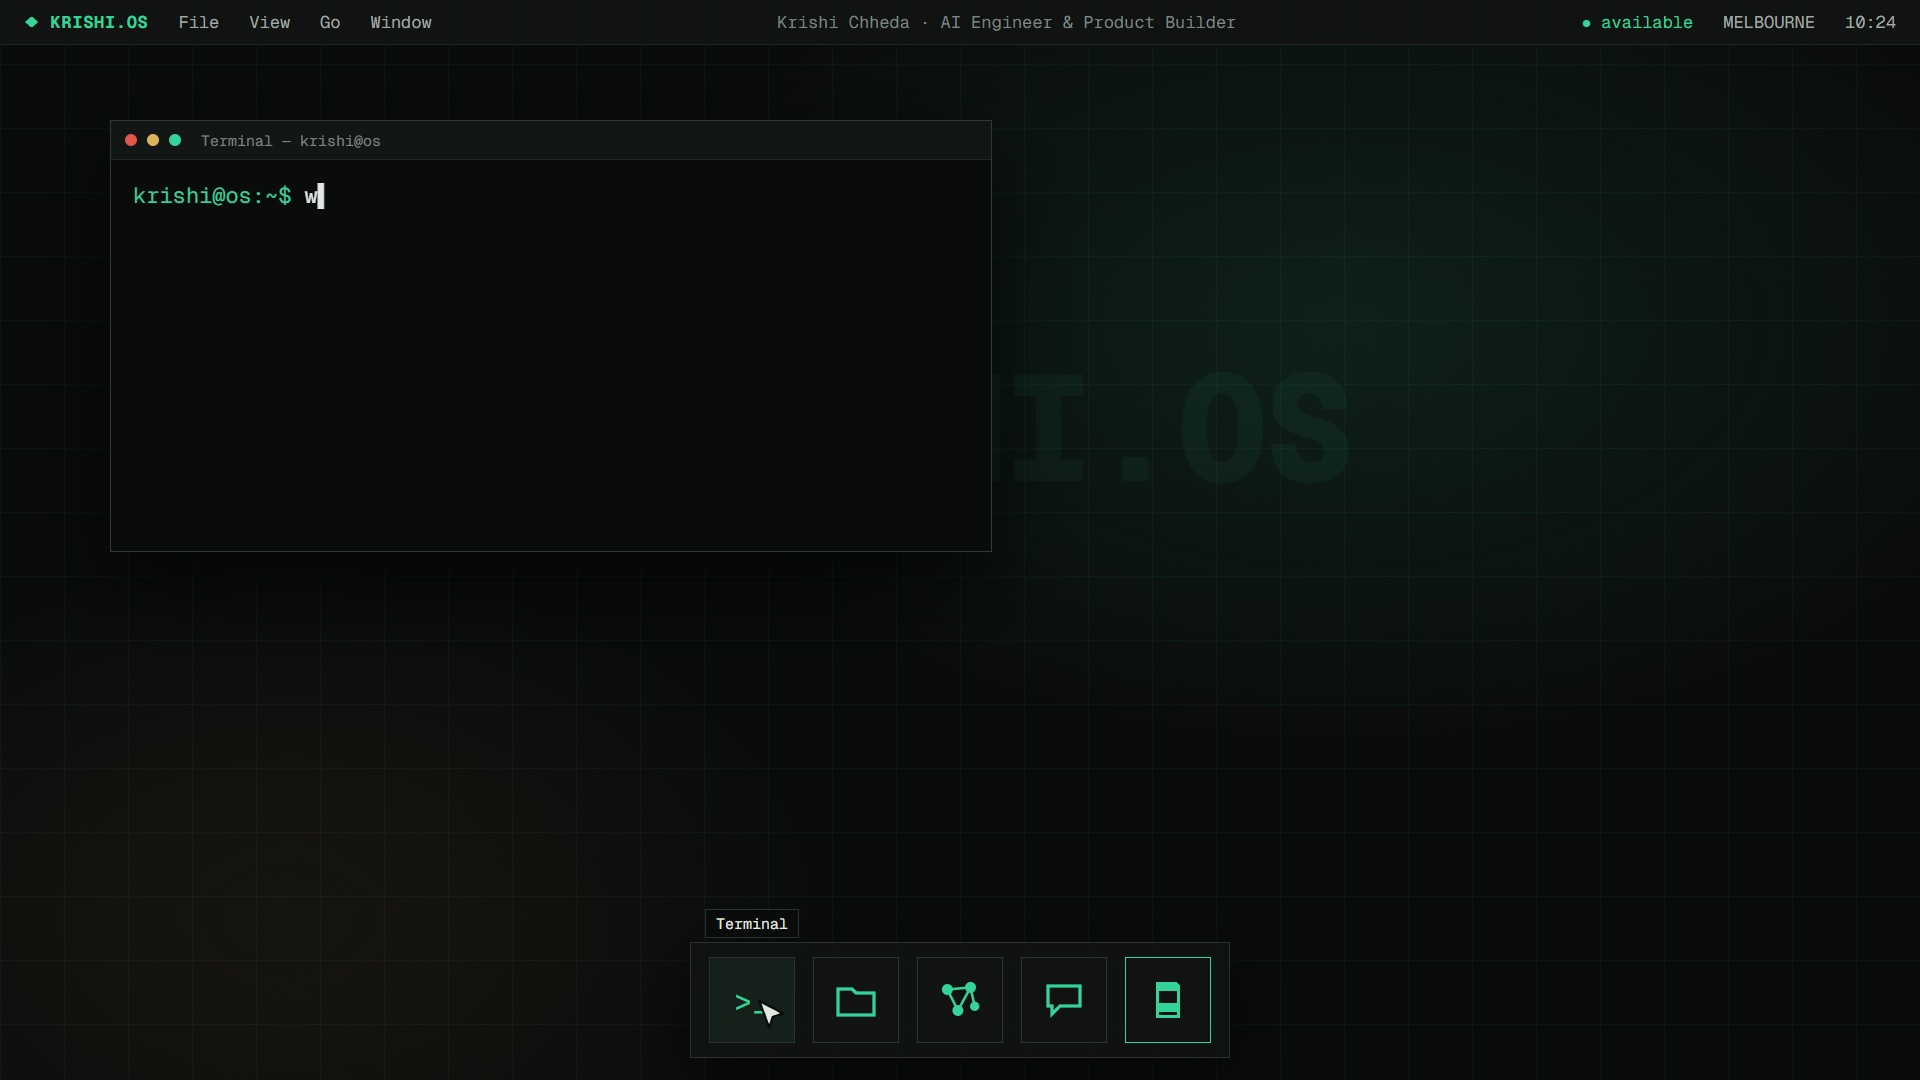 KRISHI.OS File View Go Window Krishi Chheda · AI Engineer & Product Builder ● available MELBOURNE 10:24
Terminal — krishi@os
krishi@os:~$ w
I.OS
Terminal
>_